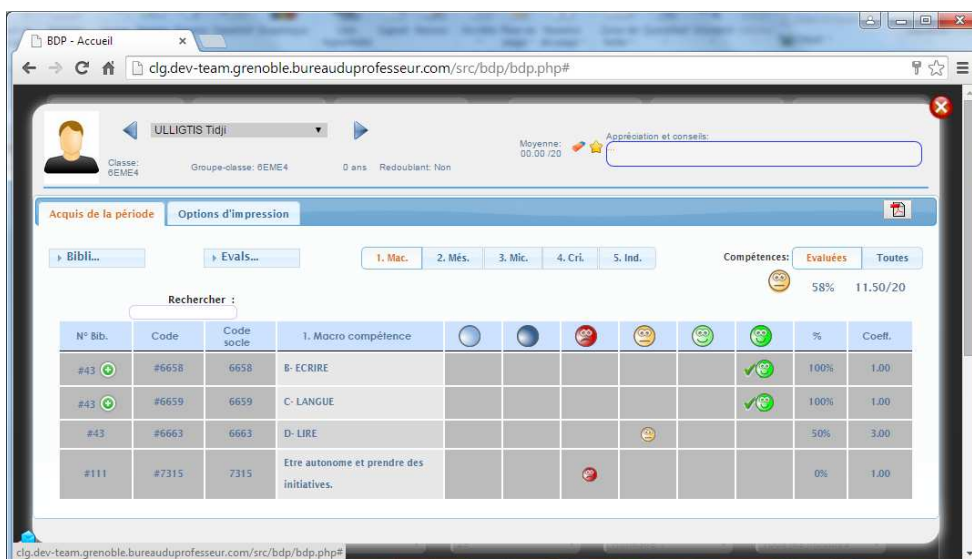 BDP - Accueil
clg.dev-team.grenoble.bureauduprofesseur.com/src/bdp/bdp.php#
ULLIGTIS Tidji
Classe:
6EME4
Groupe-classe: 6EME4
0 ans
Redoublant: Non
Moyenne:
00.00 /20
Appréciation et conseils:
Acquis de la période
Options d'impression
Bibli...
Evals...
1. Mac.
2. Més.
3. Mic.
4. Cri.
5. Ind.
Compétences:
Evaluées
Toutes
58%
11.50/20
Rechercher :
N° Bib. Code Code socle 1. Macro compétence % Coeff.
#43 #6658 6658 B- ECRIRE 100% 1.00
#43 #6659 6659 C- LANGUE 100% 1.00
#43 #6663 6663 D- LIRE 50% 3.00
#111 #7315 7315 Etre autonome et prendre des initiatives. 0% 1.00
clg.dev-team.grenoble.bureauduprofesseur.com/src/bdp/bdp.php#